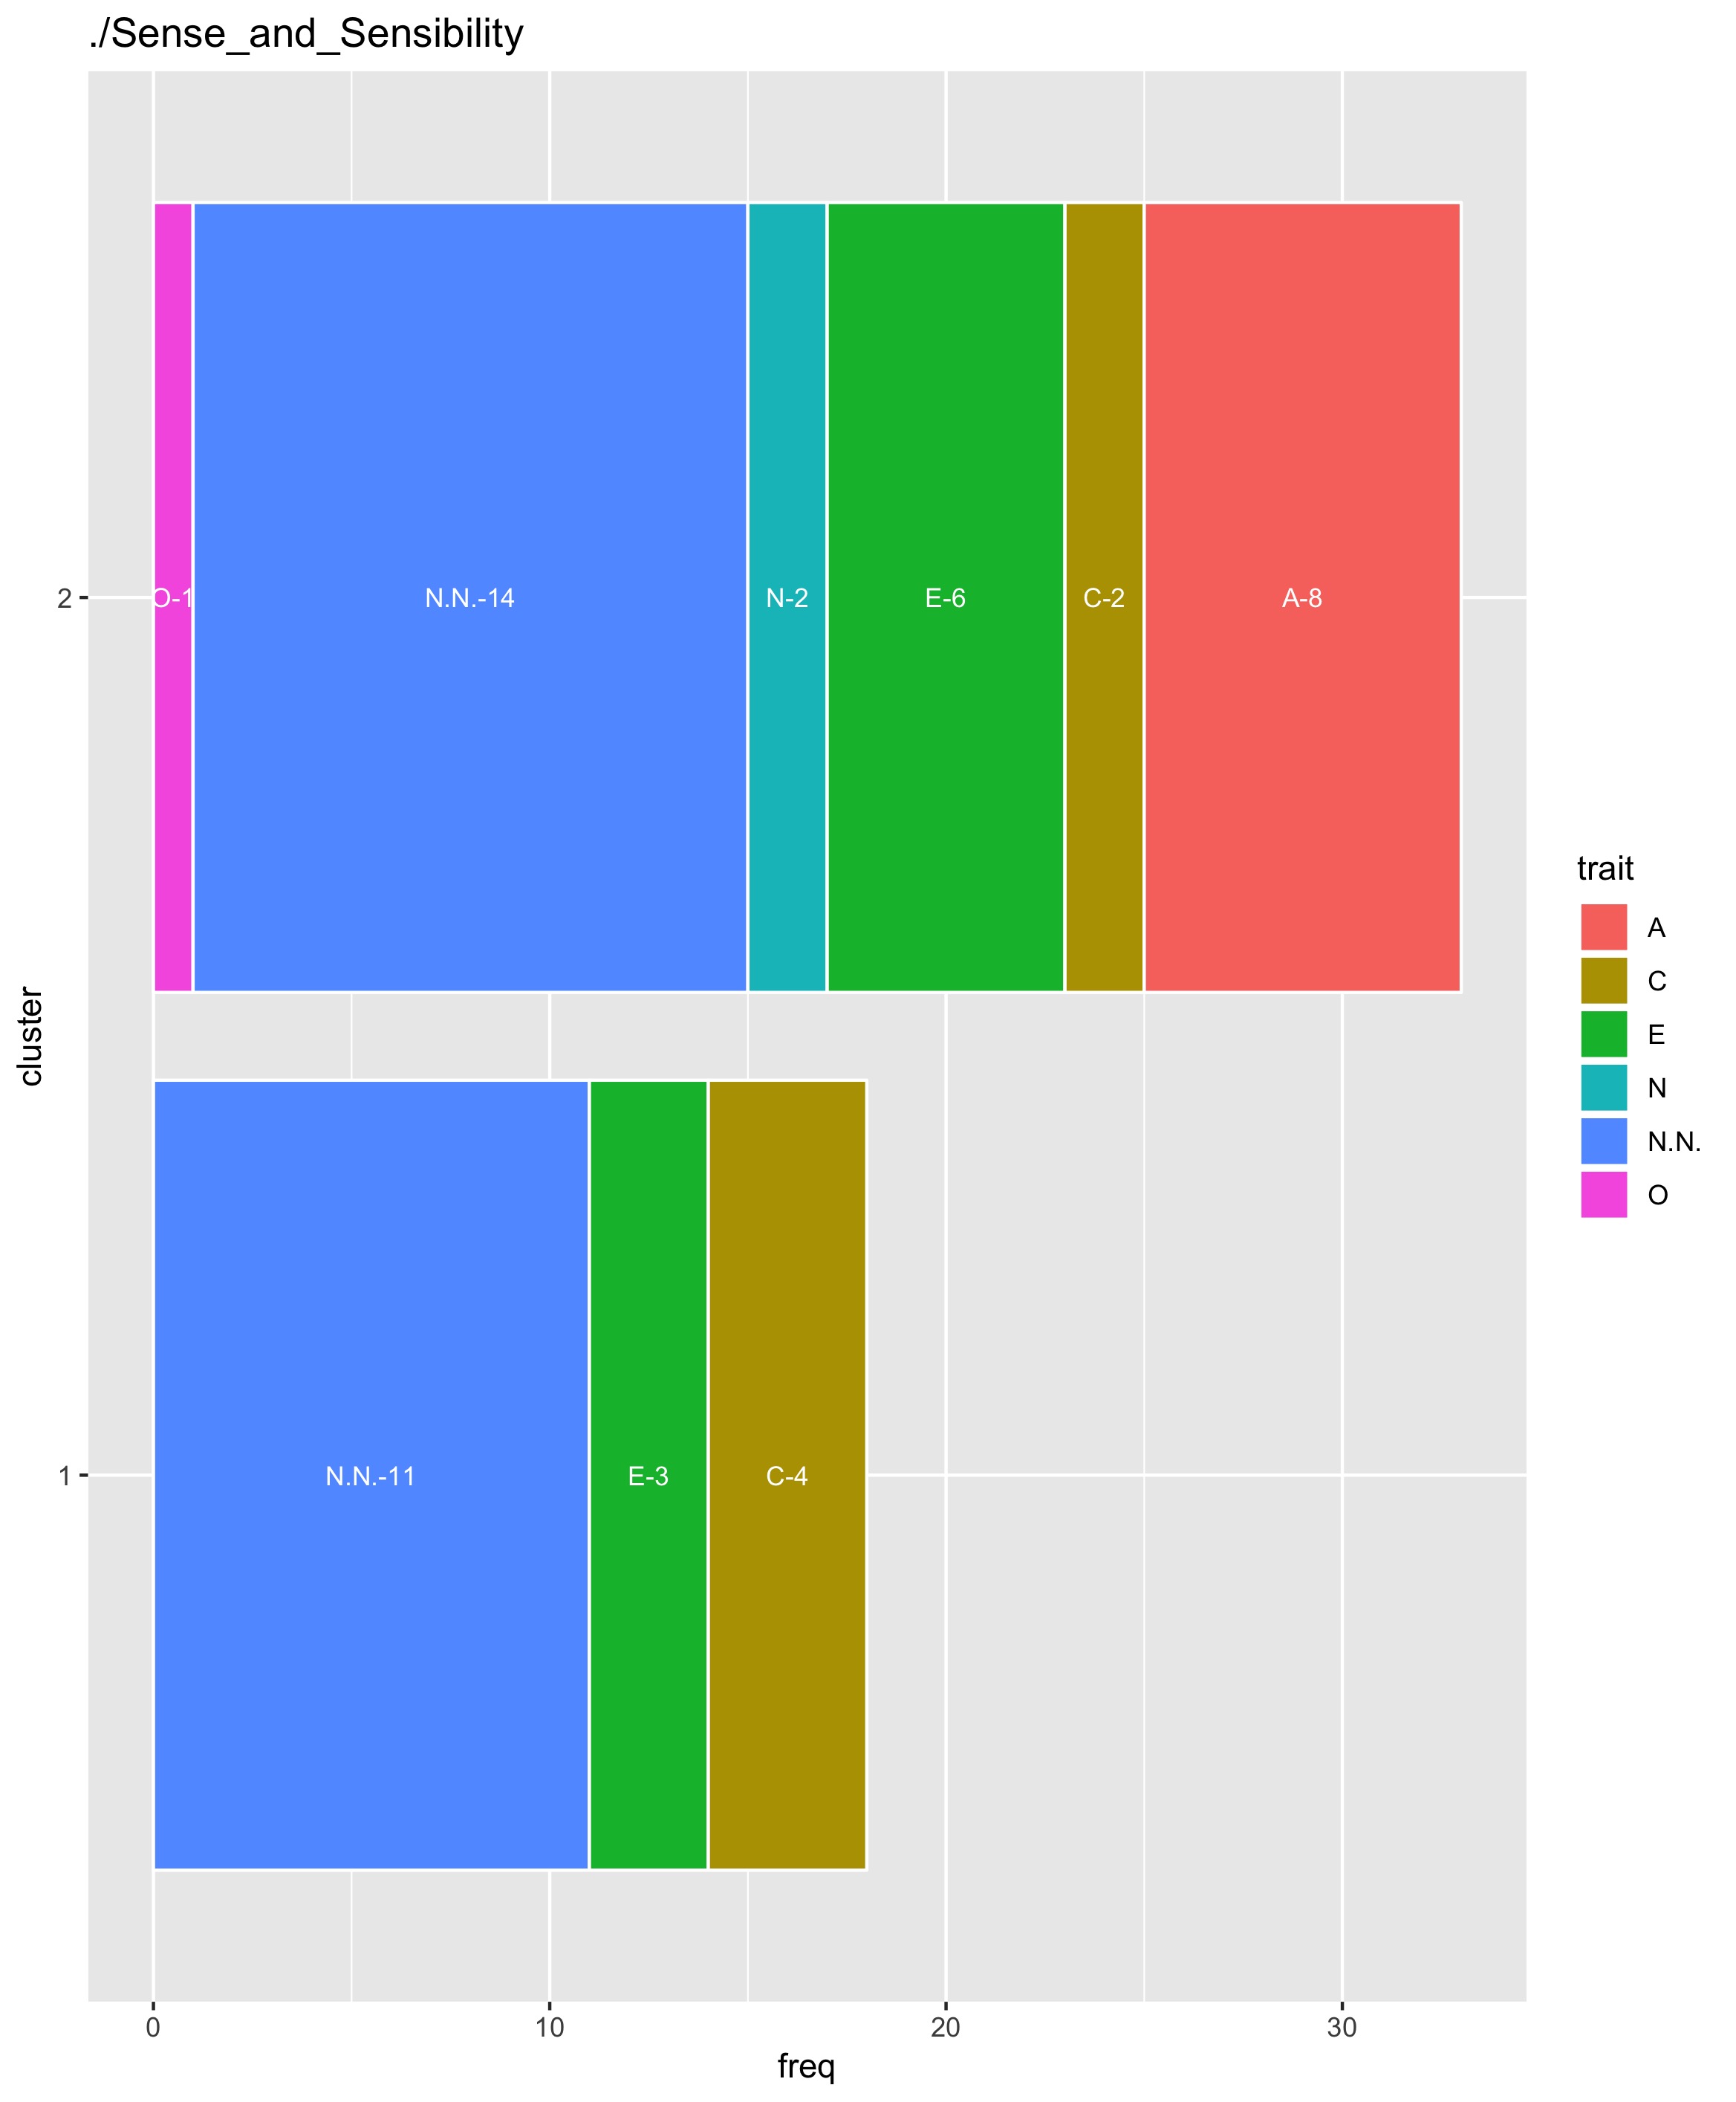 ./Sense_and_Sensibility
cluster
2
O-1
N.N.-14
N-2
E-6
C-2
A-8
1
N.N.-11
E-3
C-4
0
10
20
30
freq
trait
A
C
E
N
N.N.
O